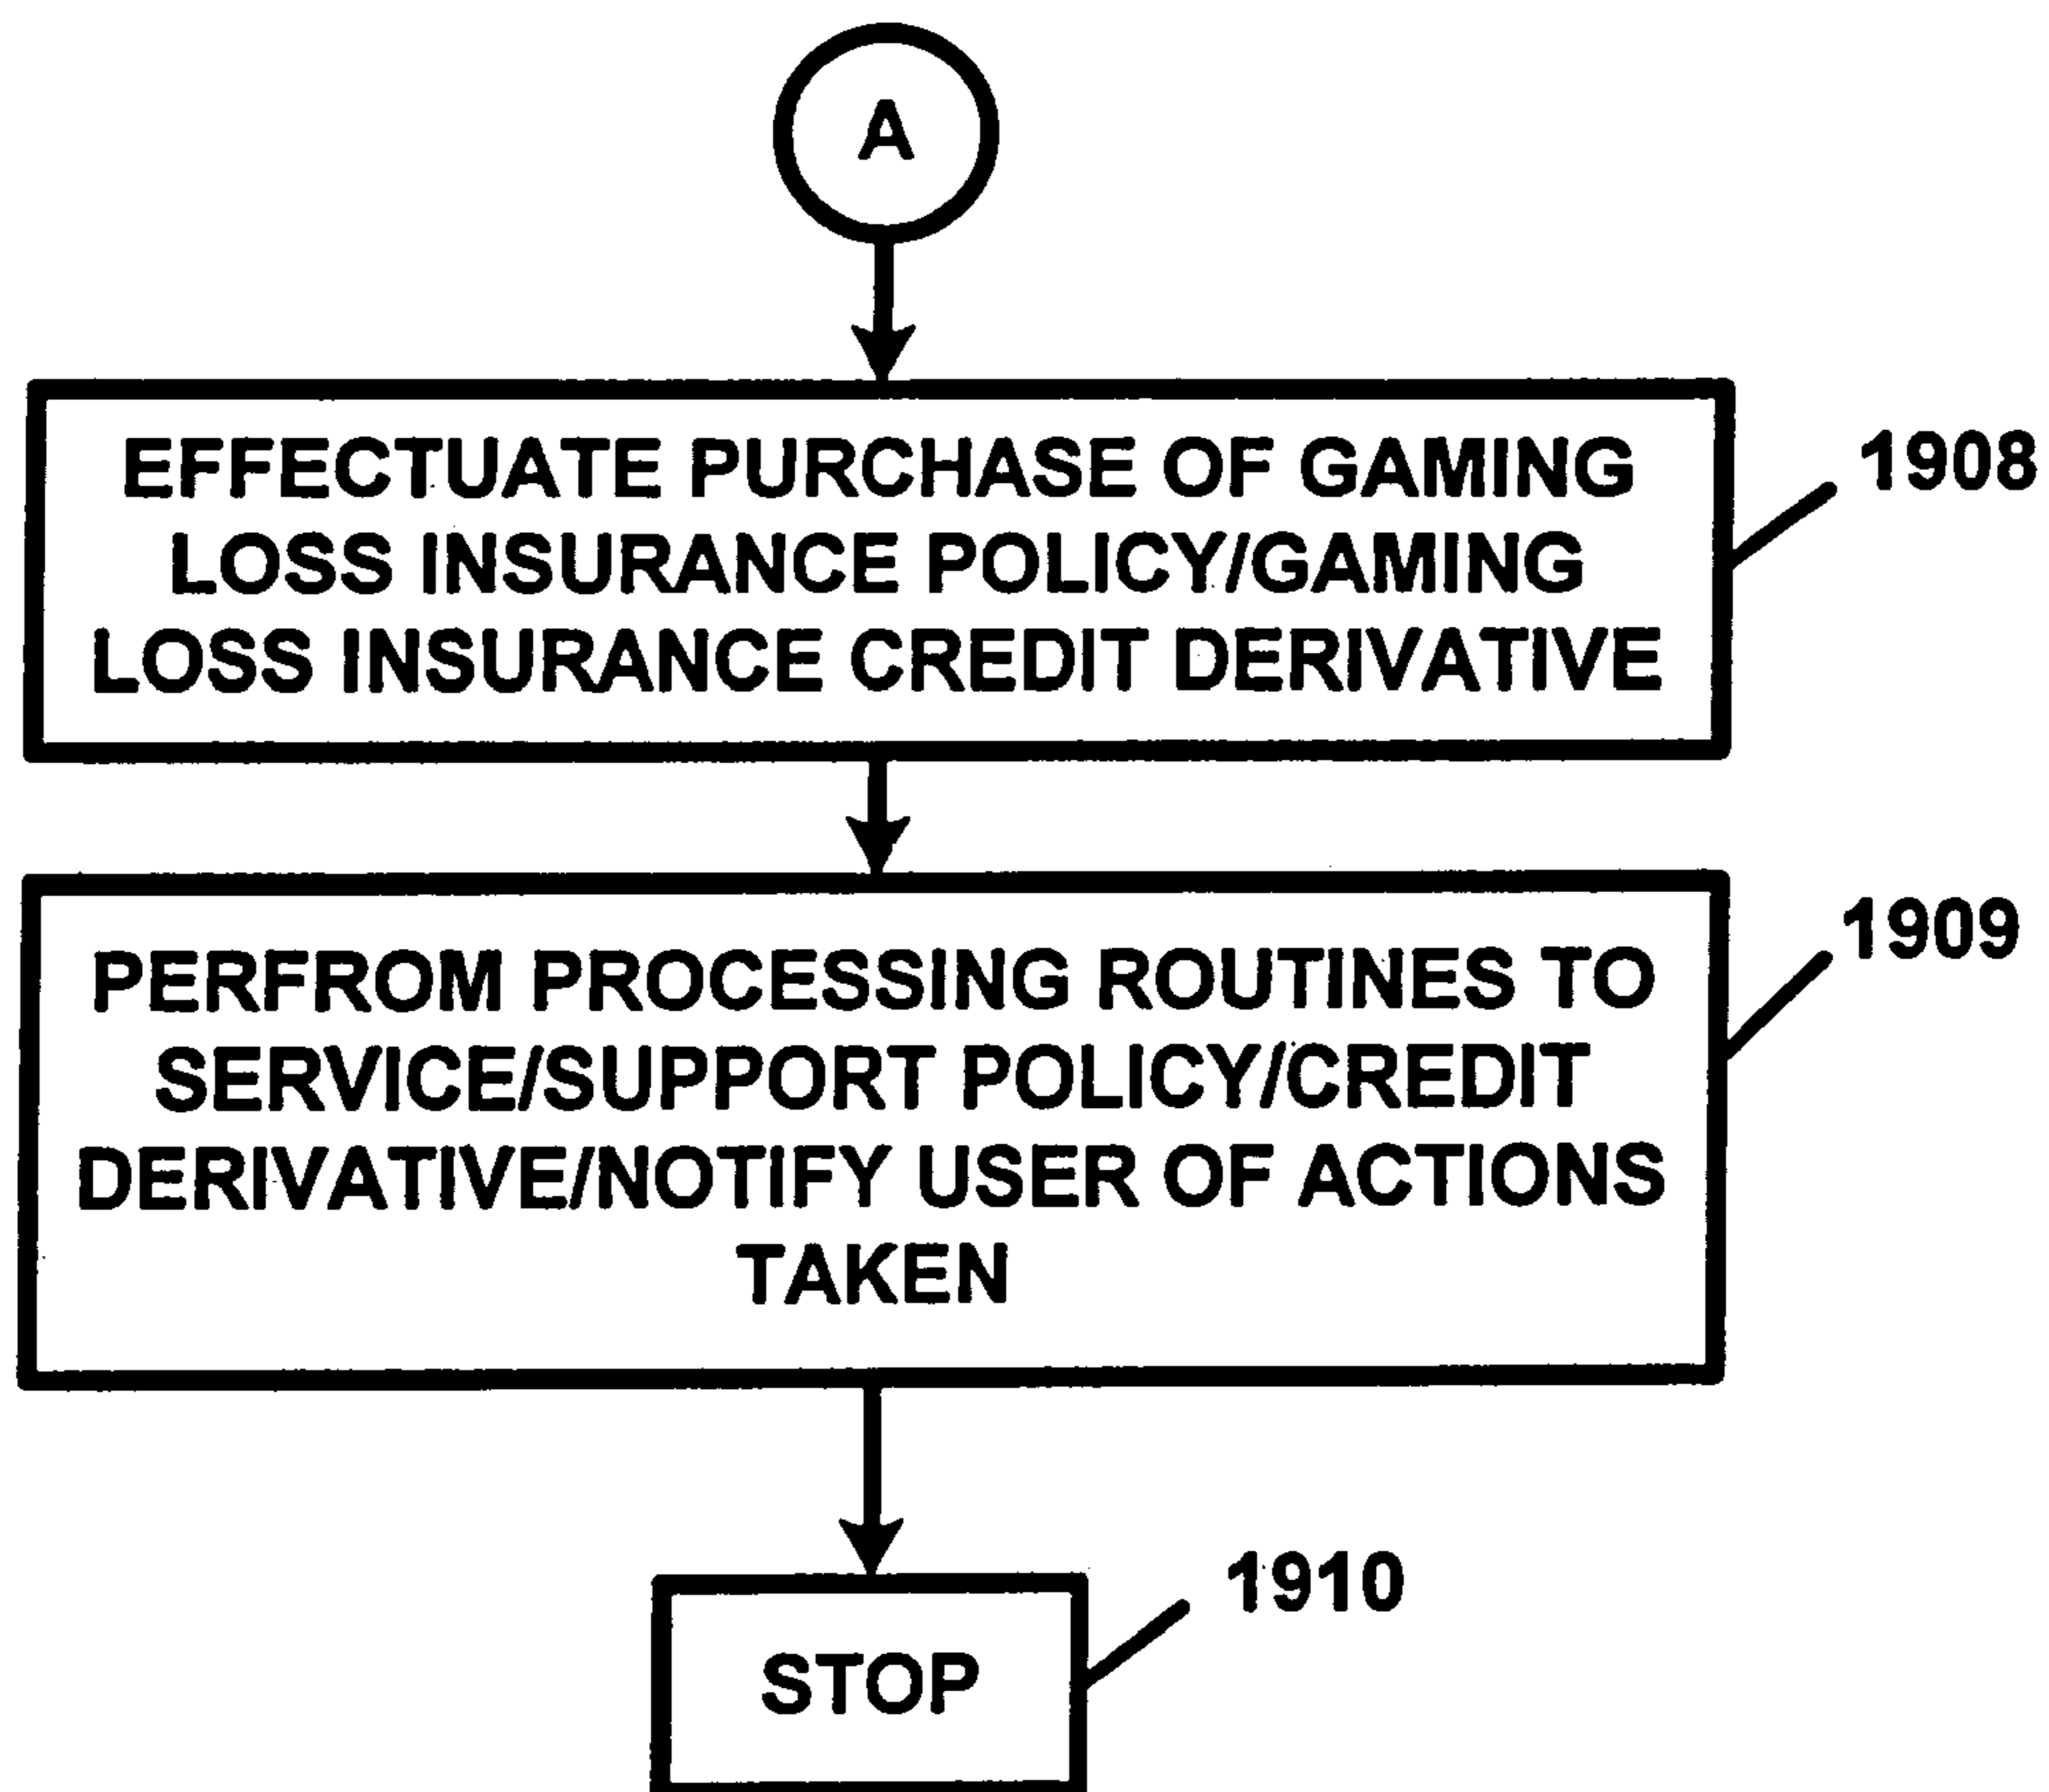 A
EFFECTUATE PURCHASE OF GAMING
LOSS INSURANCE POLICY/GAMING
LOSS INSURANCE CREDIT DERIVATIVE
1908
PERFROM PROCESSING ROUTINES TO
SERVICE/SUPPORT POLICY/CREDIT
DERIVATIVE/NOTIFY USER OF ACTIONS
TAKEN
1909
STOP
1910